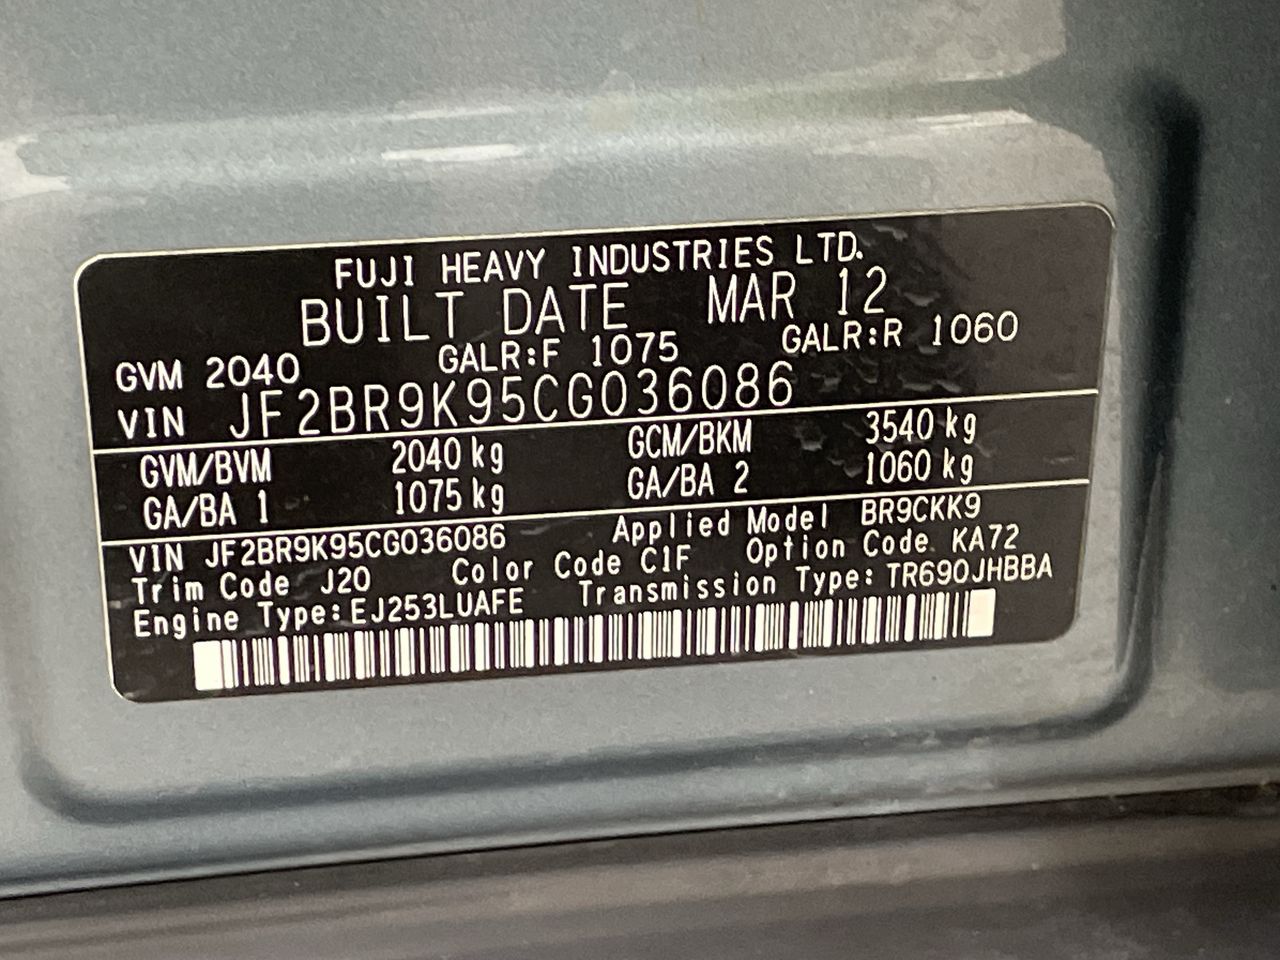 FUJI HEAVY INDUSTRIES LTD.
BUILT DATE MAR 12
GVM 2040 GALR:F 1075 GALR:R 1060
VIN JF2BR9K95CG036086
GVM/BVM 2040 kg GCM/BKM 3540 kg
GA/BA 1 1075 kg GA/BA 2 1060 kg
VIN JF2BR9K95CG036086 Applied Model BR9CKK9
Trim Code J20 Color Code C1F Option Code KA72
Engine Type:EJ253LUAFE Transmission Type:TR690JHBBA